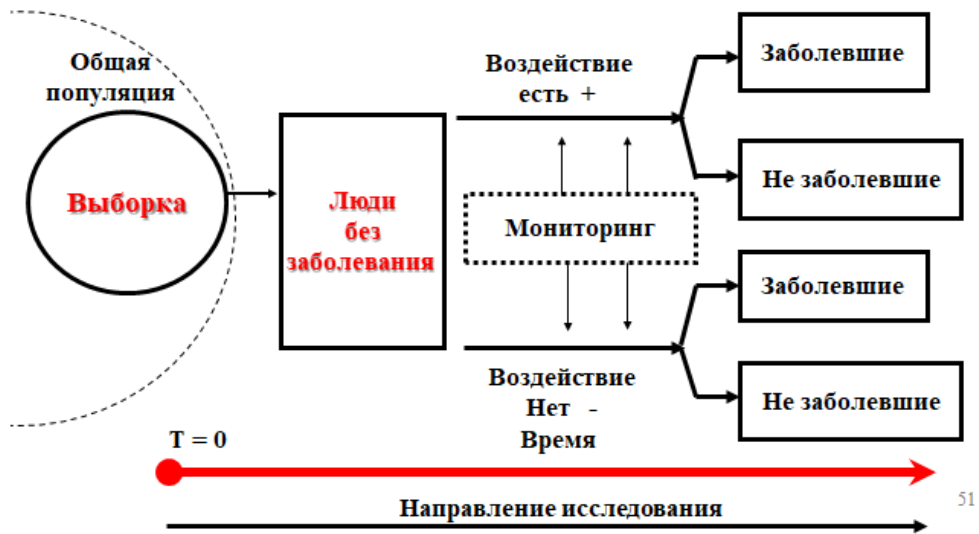 Общая
популяция
Выборка
Люди
без
заболевания
Воздействие
есть +
Мониторинг
Воздействие
Нет -
Время
Заболевшие
Не заболевшие
Заболевшие
Не заболевшие
T = 0
Направление исследования
51